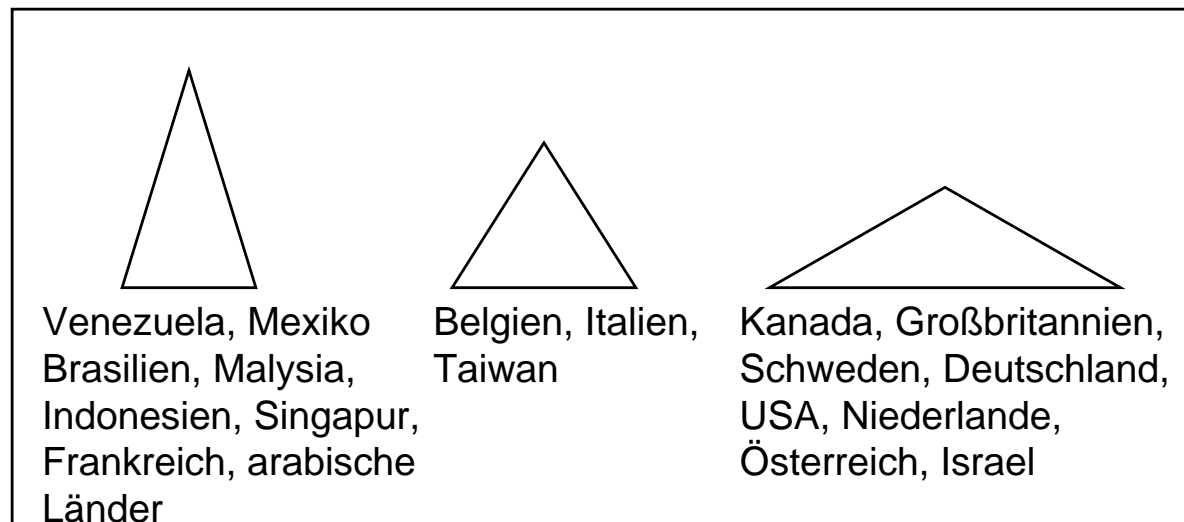 Venezuela, Mexiko
Brasilien, Malysia,
Indonesien, Singapur,
Frankreich, arabische
Länder
Belgien, Italien,
Taiwan
Kanada, Großbritannien,
Schweden, Deutschland,
USA, Niederlande,
Österreich, Israel